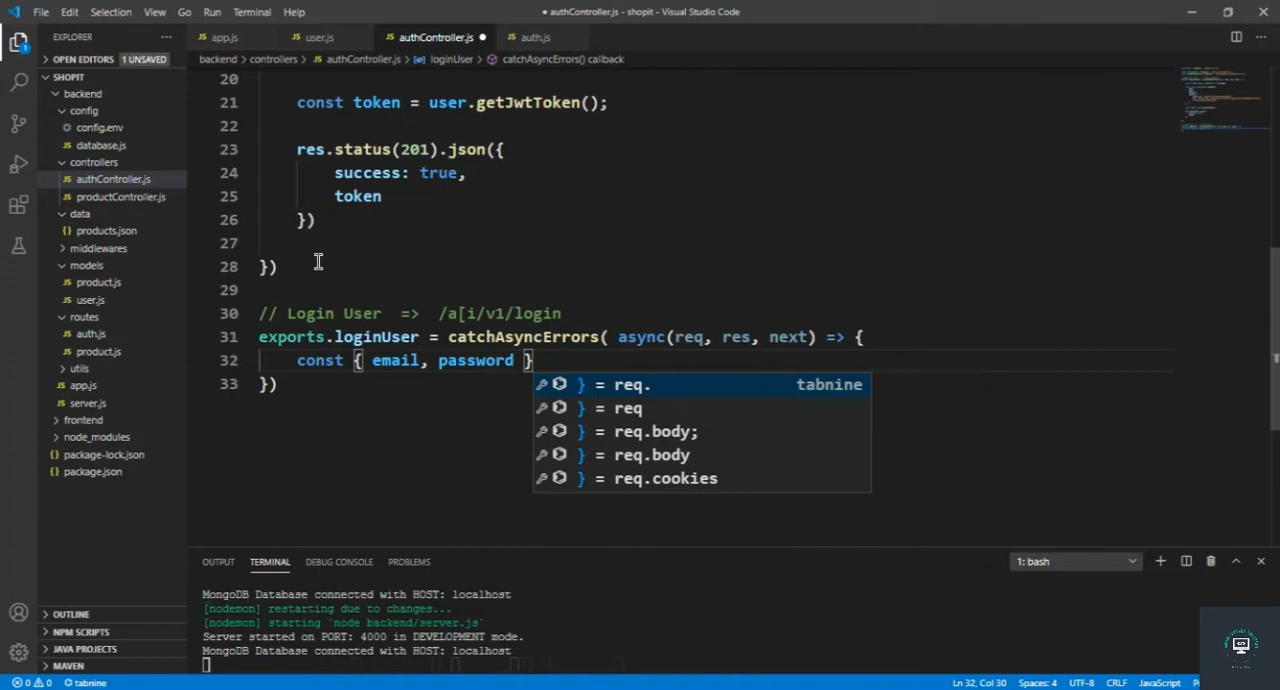 File Edit Selection View Go Run Terminal Help
● authController.js - shopit - Visual Studio Code
EXPLORER
OPEN EDITORS 1 UNSAVED
SHOPIT
backend
config
config.env
database.js
controllers
authController.js
productController.js
data
products.json
middlewares
models
product.js
user.js
routes
auth.js
product.js
utils
app.js
server.js
frontend
node_modules
package-lock.json
package.json
OUTLINE
NPM SCRIPTS
JAVA PROJECTS
MAVEN
JS app.js JS user.js JS authController.js ● JS auth.js
backend > controllers > JS authController.js > loginUser > catchAsyncErrors() callback
20
21 const token = user.getJwtToken();
22
23 res.status(201).json({
24 success: true,
25 token
26 })
27
28 })
29
30 // Login User => /a[i/v1/login
31 exports.loginUser = catchAsyncErrors( async(req, res, next) => {
32 const { email, password }
33 })
} = req. tabnine
} = req
} = req.body;
} = req.body
} = req.cookies
OUTPUT TERMINAL DEBUG CONSOLE PROBLEMS 1: bash
MongoDB Database connected with HOST: localhost
[nodemon] restarting due to changes...
[nodemon] starting `node backend/server.js`
Server started on PORT: 4000 in DEVELOPMENT mode.
MongoDB Database connected with HOST: localhost
0 0 tabnine Ln 32, Col 30 Spaces: 4 UTF-8 CRLF JavaScript